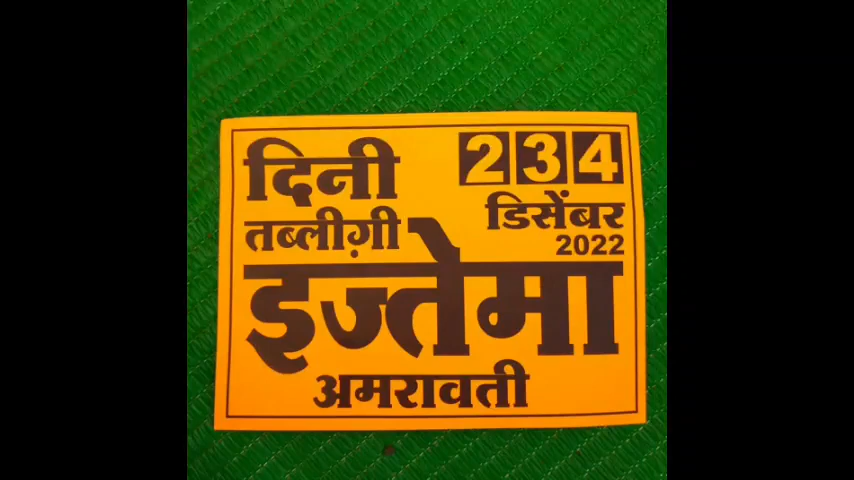 दिनी
2 3 4
तब्लीग़ी
डिसेंबर
2022
इज्तेमा
अमरावती